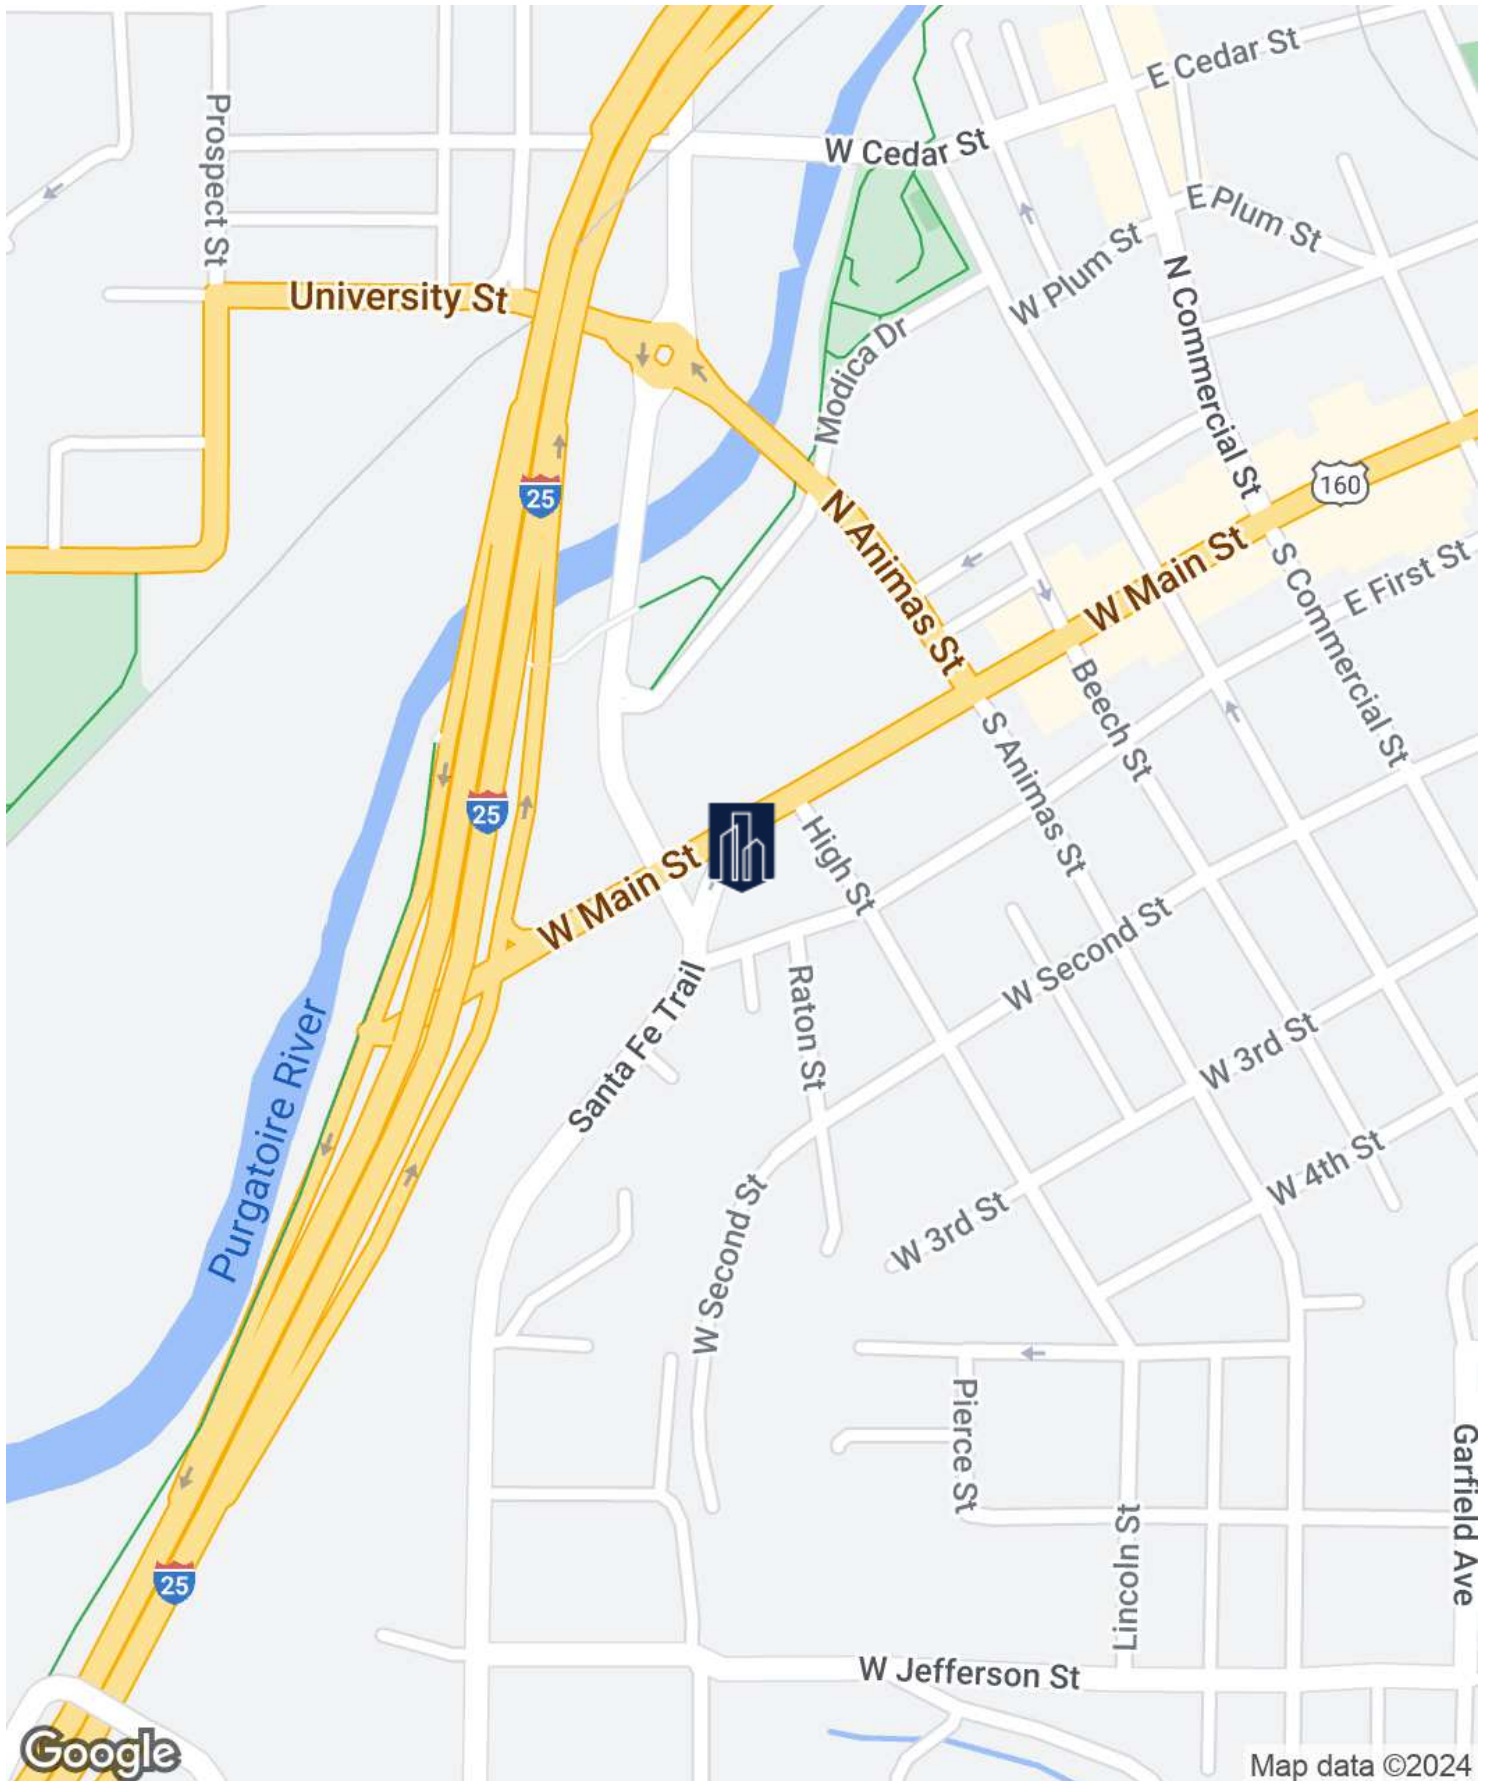 E Cedar St
Prospect St
W Cedar St
E Plum St
W Plum St
N Commercial St
University St
Modica Dr
25
160
N Animas St
W Main St
S Commercial St
E First St
Beech St
S Animas St
25
High St
W Main St
W Second St
Santa Fe Trail
Raton St
W 3rd St
Purgatoire River
W 4th St
W Second St
W 3rd St
Pierce St
Garfield Ave
Lincoln St
25
W Jefferson St
Google
Map data ©2024